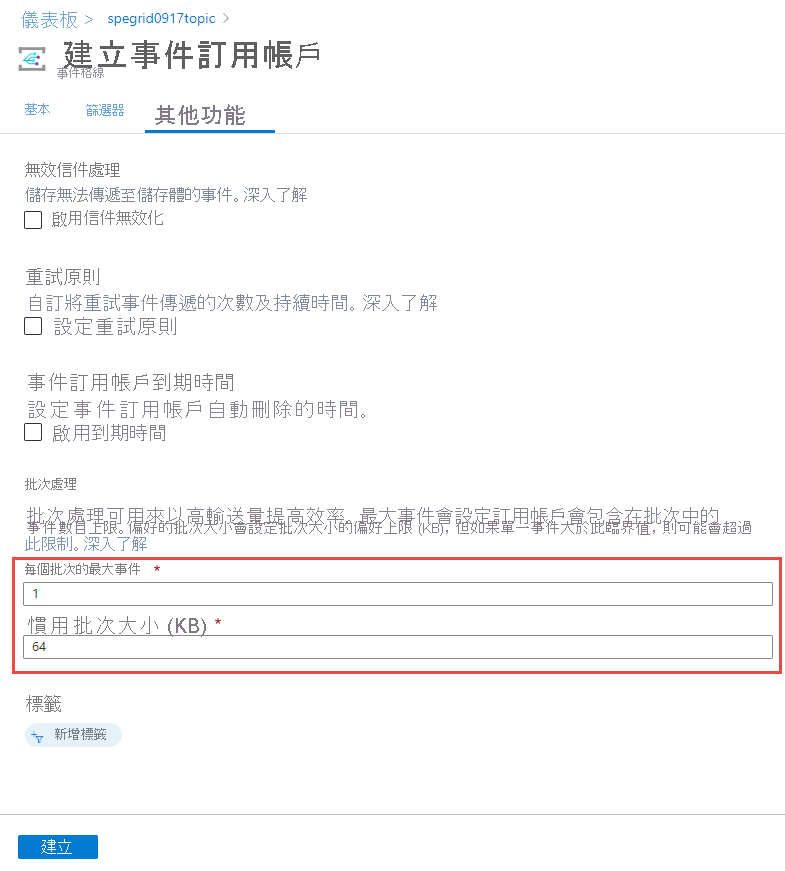 儀表板 > spegrid0917topic >
建立事件訂用帳戶
事件格線
基本 篩選器 其他功能
無效信件處理
儲存無法傳遞至儲存體的事件。深入了解
啟用信件無效化
重試原則
自訂將重試事件傳遞的次數及持續時間。深入了解
設定重試原則
事件訂用帳戶到期時間
設定事件訂用帳戶自動刪除的時間。
啟用到期時間
批次處理
批次處理可用來以高輸送量提高效率。最大事件會設定訂用帳戶會包含在批次中的
事件數目上限。偏好的批次大小會設定批次大小的偏好上限 (KB)，但如果單一事件大於此臨界值，則可能會超過
此限制。深入了解
每個批次的最大事件 *
1
慣用批次大小 (KB) *
64
標籤
新增標籤
建立